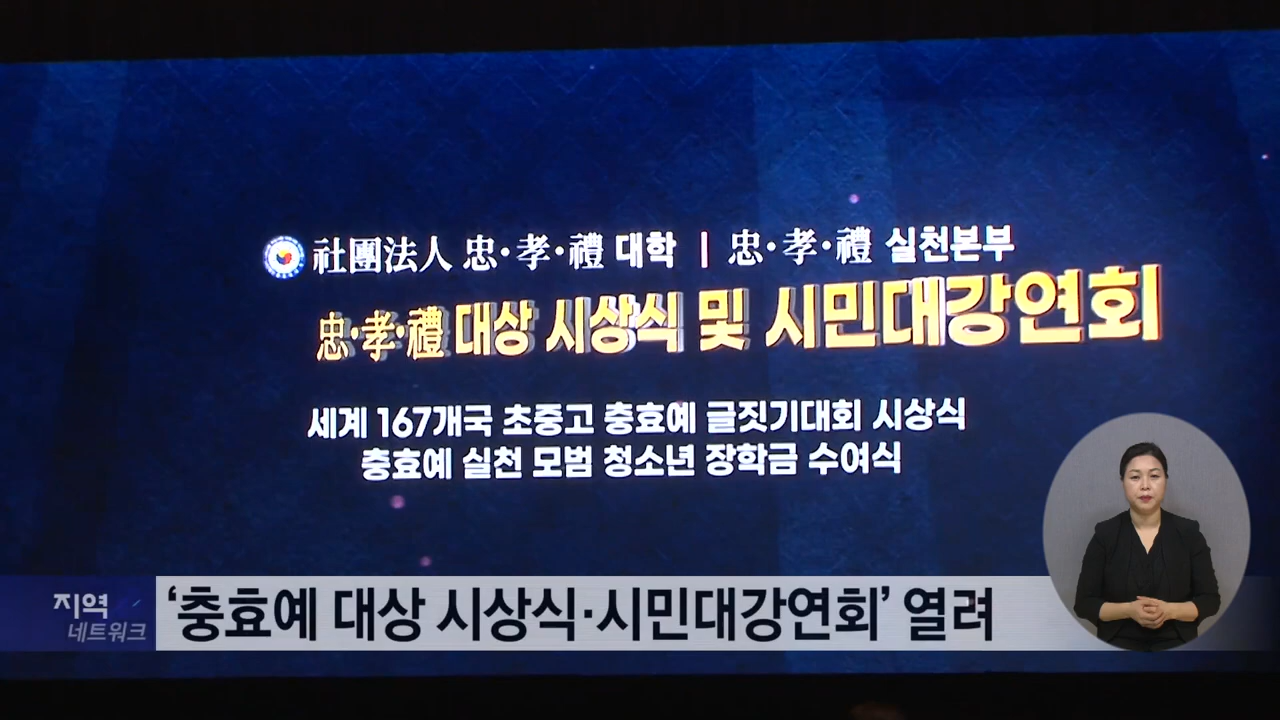 社團法人 忠·孝·禮 대학 | 忠·孝·禮 실천본부
忠·孝·禮 대상 시상식 및 시민대강연회
세계 167개국 초중고 충효예 글짓기대회 시상식
충효예 실천 모범 청소년 장학금 수여식
지역
네트워크
‘충효예 대상 시상식·시민대강연회’ 열려